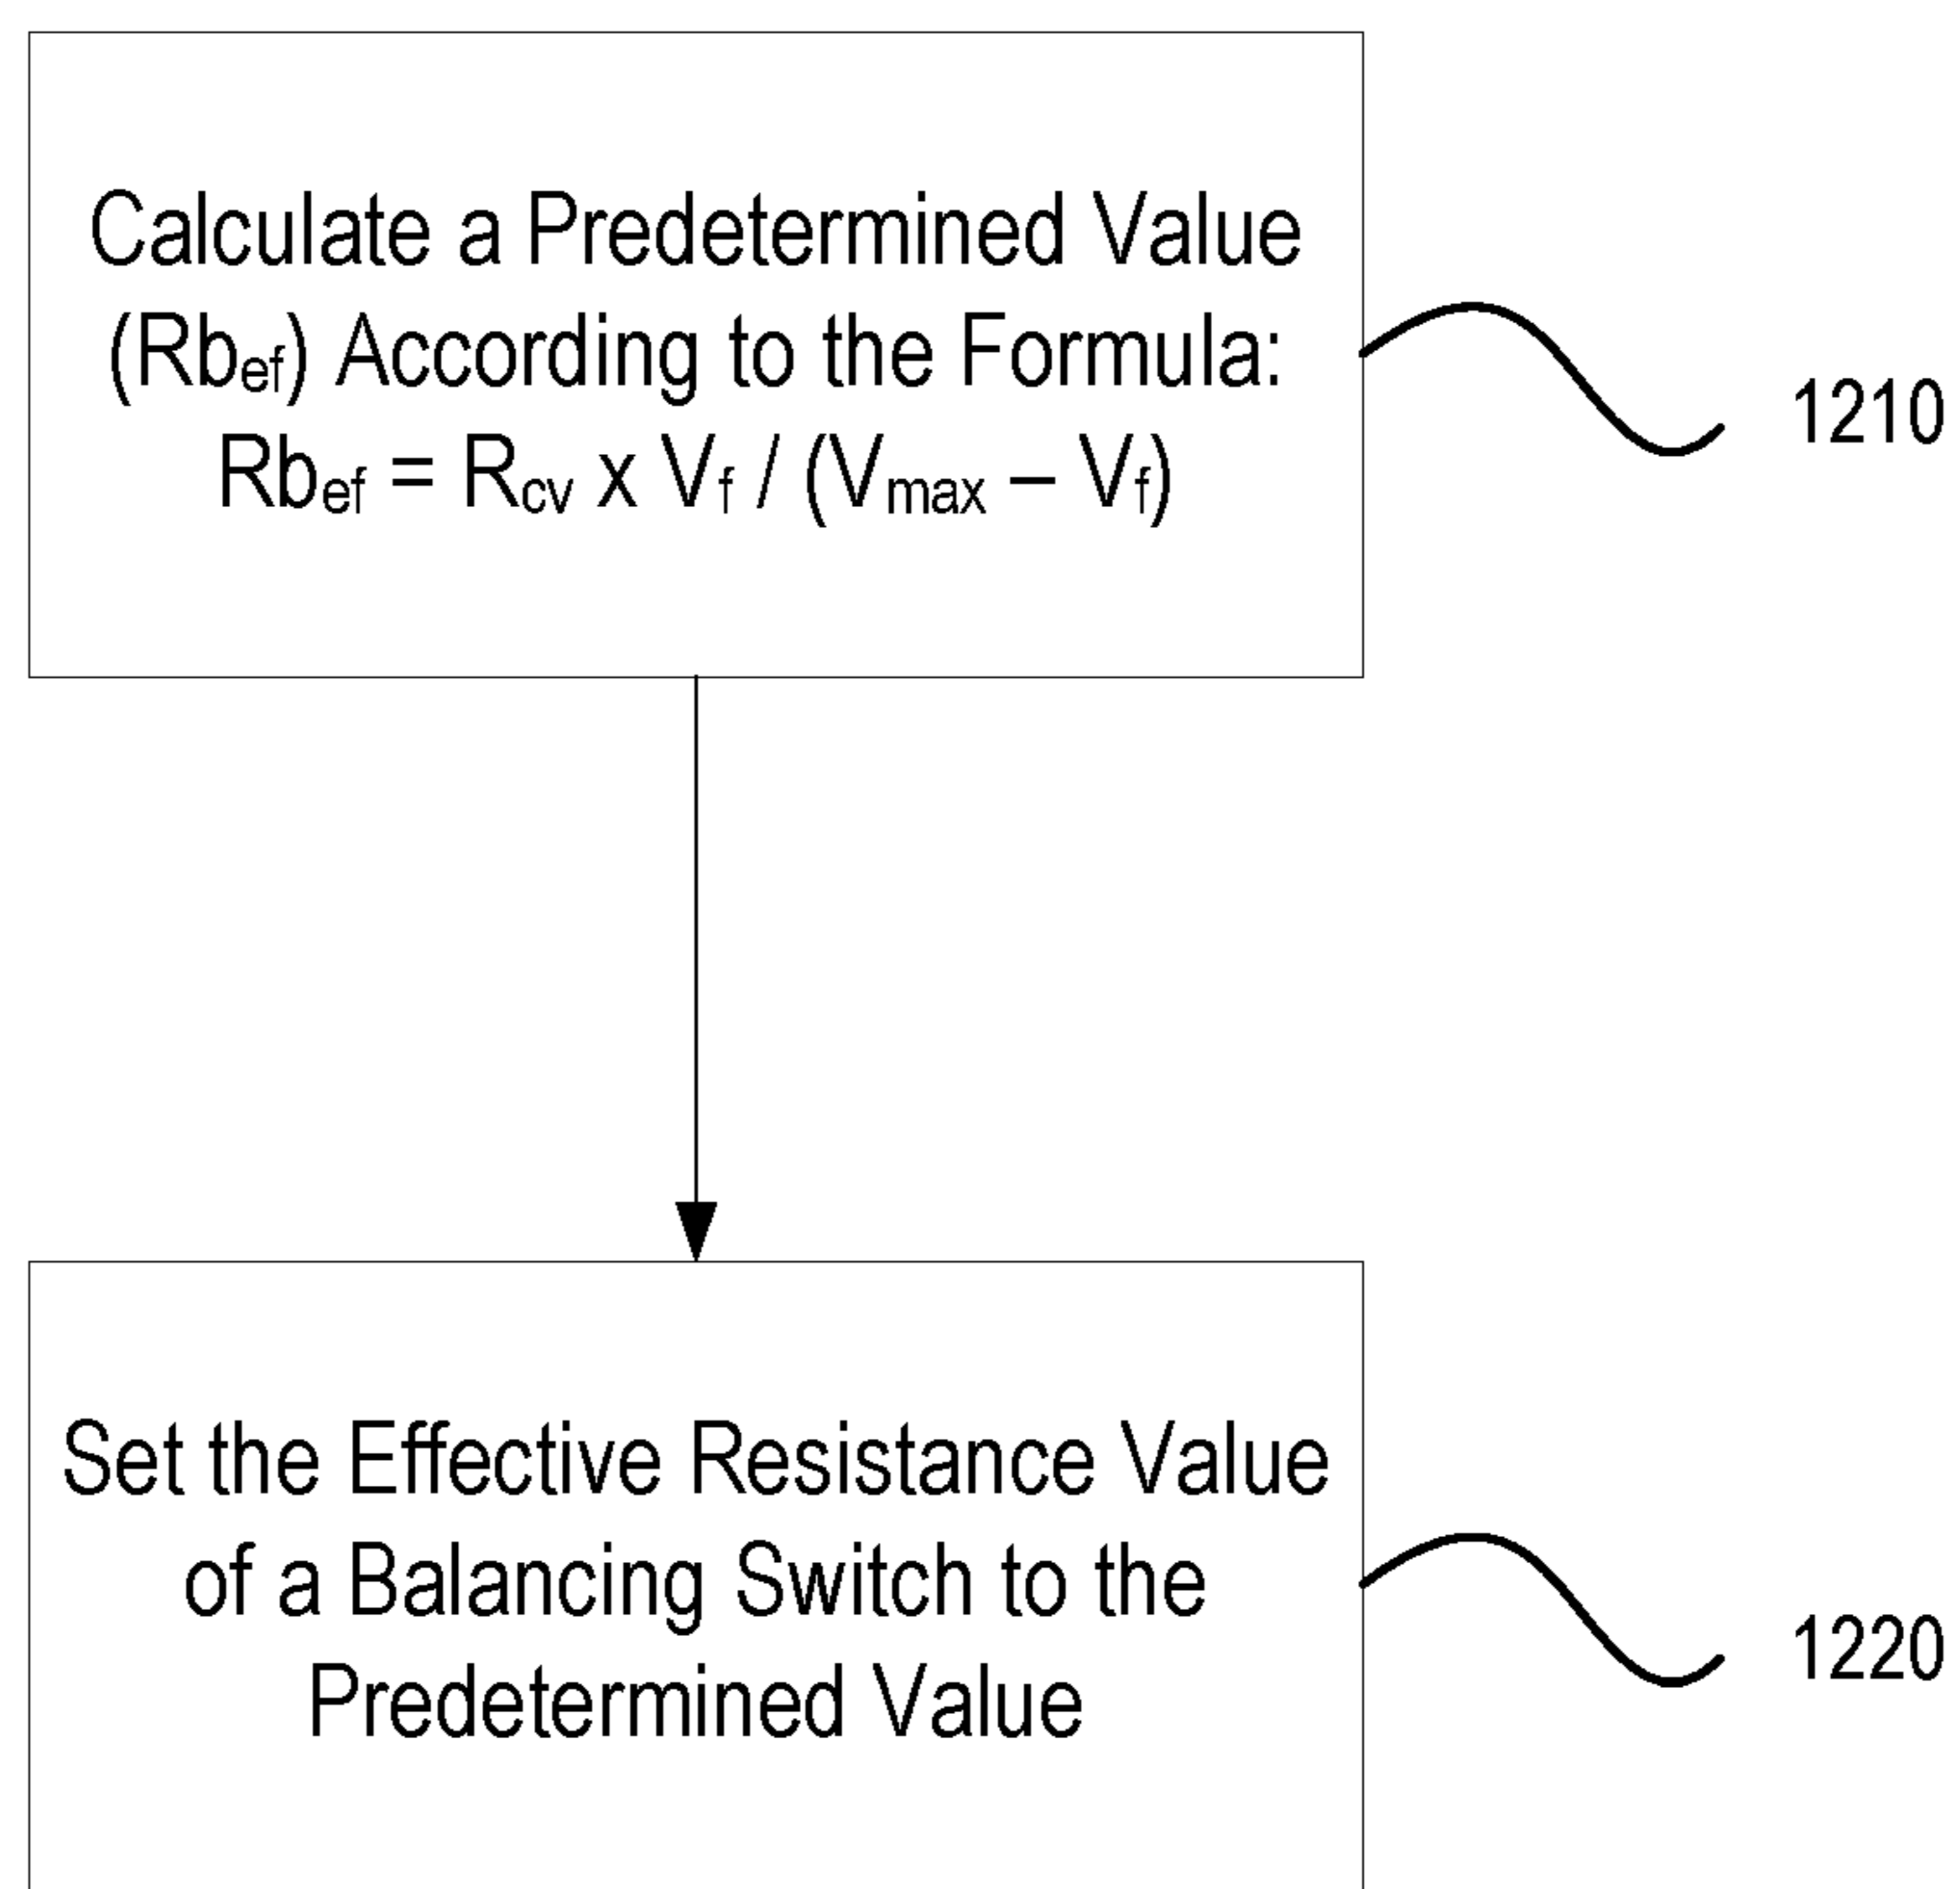 Calculate a Predetermined Value
(Rbef) According to the Formula:
Rbef = Rcv x Vf / (Vmax – Vf)
1210
Set the Effective Resistance Value
of a Balancing Switch to the
Predetermined Value
1220